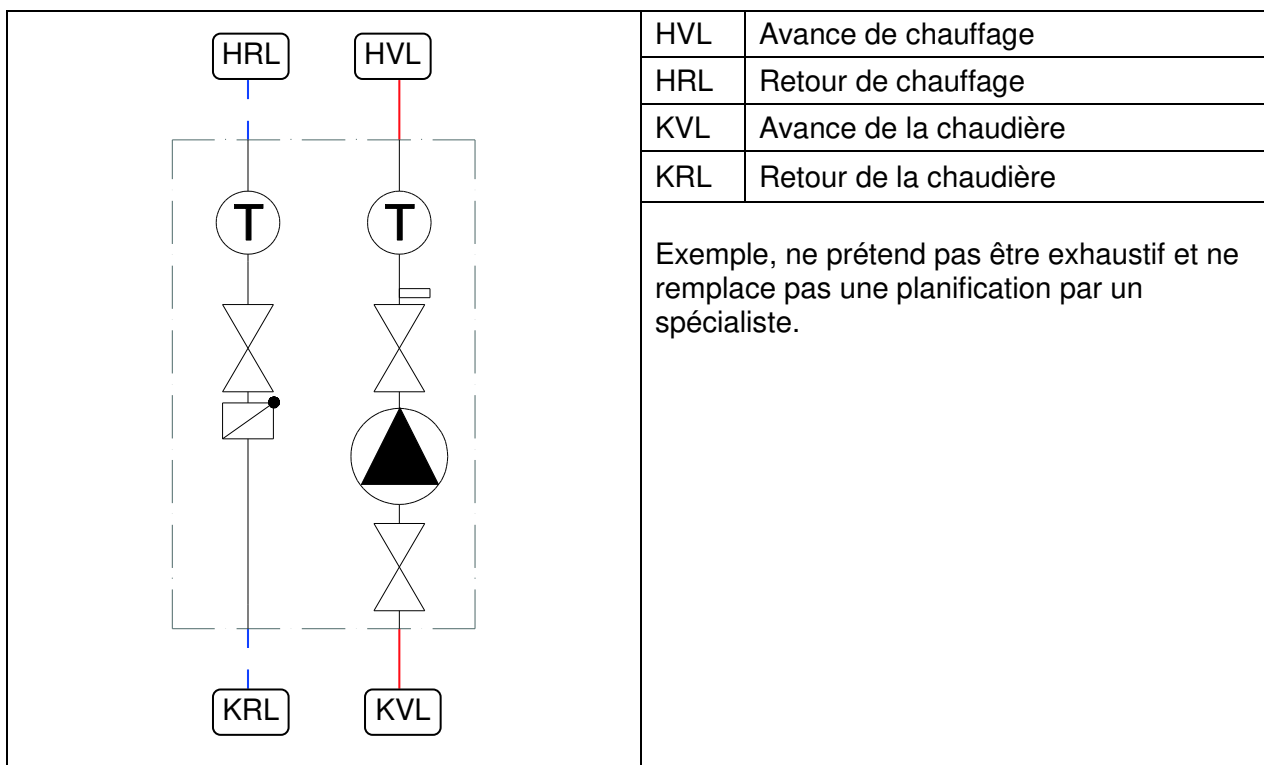 HRL HVL
T T
KRL KVL
HVL Avance de chauffage
HRL Retour de chauffage
KVL Avance de la chaudière
KRL Retour de la chaudière
Exemple, ne prétend pas être exhaustif et ne
remplace pas une planification par un
spécialiste.